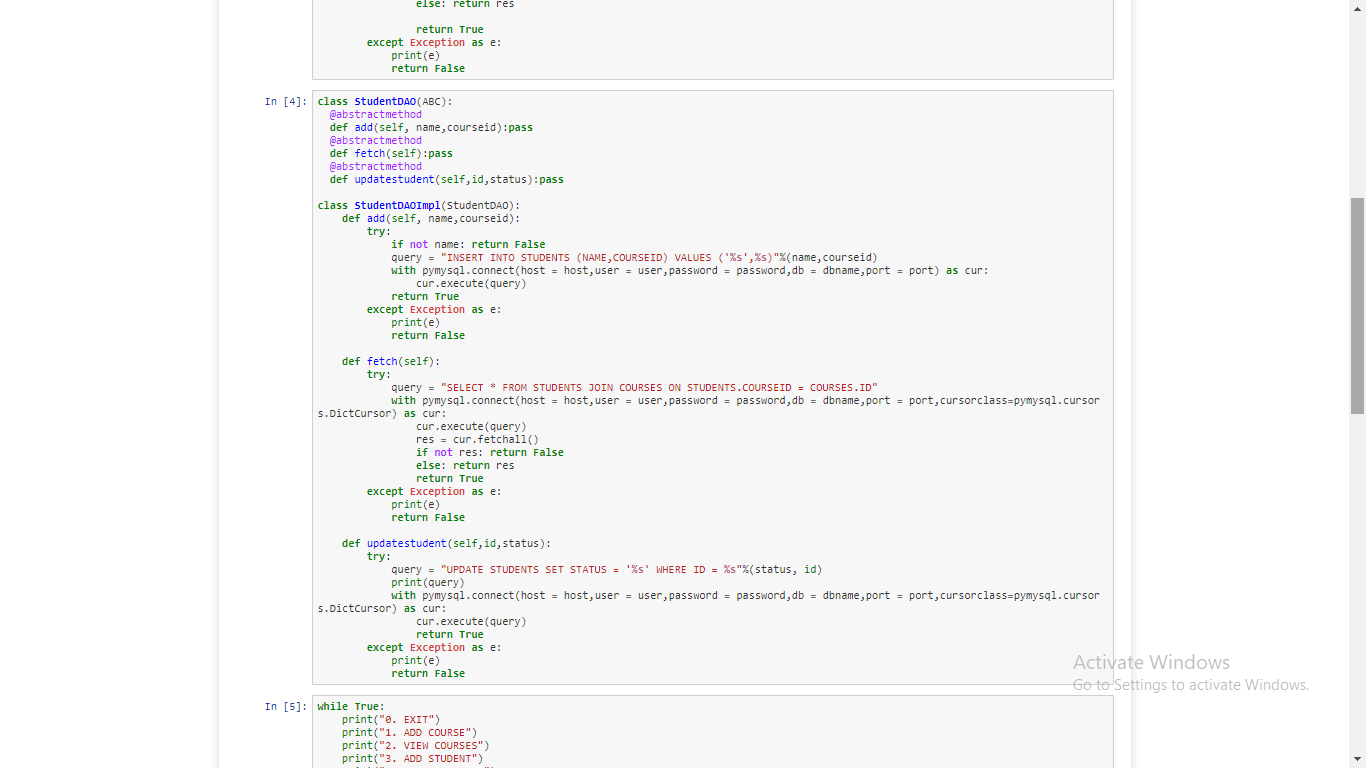 else: return res
return True
except Exception as e:
print(e)
return False
In [4]: class StudentDAO(ABC):
@abstractmethod
def add(self, name,courseid):pass
@abstractmethod
def fetch(self):pass
@abstractmethod
def updatestudent(self,id,status):pass
class StudentDAOImpl(StudentDAO):
def add(self, name,courseid):
try:
if not name: return False
query = "INSERT INTO STUDENTS (NAME,COURSEID) VALUES ('%s',%s)"%(name,courseid)
with pymysql.connect(host = host,user = user,password = password,db = dbname,port = port) as cur:
cur.execute(query)
return True
except Exception as e:
print(e)
return False
def fetch(self):
try:
query = "SELECT * FROM STUDENTS JOIN COURSES ON STUDENTS.COURSEID = COURSES.ID"
with pymysql.connect(host = host,user = user,password = password,db = dbname,port = port,cursorclass=pymysql.cursor
s.DictCursor) as cur:
cur.execute(query)
res = cur.fetchall()
if not res: return False
else: return res
return True
except Exception as e:
print(e)
return False
def updatestudent(self,id,status):
try:
query = "UPDATE STUDENTS SET STATUS = '%s' WHERE ID = %s"%(status, id)
print(query)
with pymysql.connect(host = host,user = user,password = password,db = dbname,port = port,cursorclass=pymysql.cursor
s.DictCursor) as cur:
cur.execute(query)
return True
except Exception as e:
print(e)
return False
Activate Windows
Go to Settings to activate Windows.
In [5]: while True:
print("0. EXIT")
print("1. ADD COURSE")
print("2. VIEW COURSES")
print("3. ADD STUDENT")